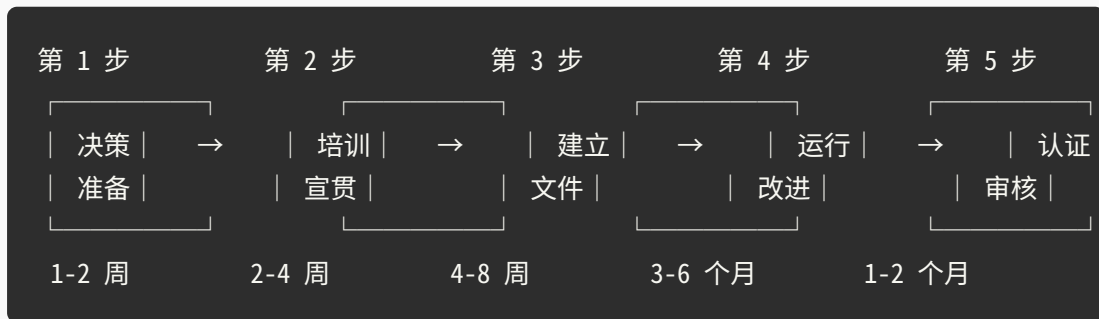 第 1 步 第 2 步 第 3 步 第 4 步 第 5 步
决策 → 培训 → 建立 → 运行 → 认证
准备 宣贯 文件 改进 审核
1-2 周 2-4 周 4-8 周 3-6 个月 1-2 个月